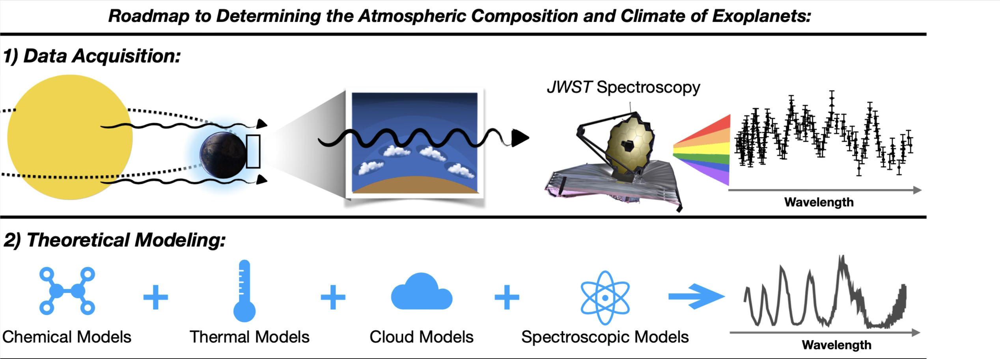 Roadmap to Determining the Atmospheric Composition and Climate of Exoplanets:
1) Data Acquisition:
JWST Spectroscopy
Wavelength
2) Theoretical Modeling:
Chemical Models
Thermal Models
Cloud Models
Spectroscopic Models
Wavelength